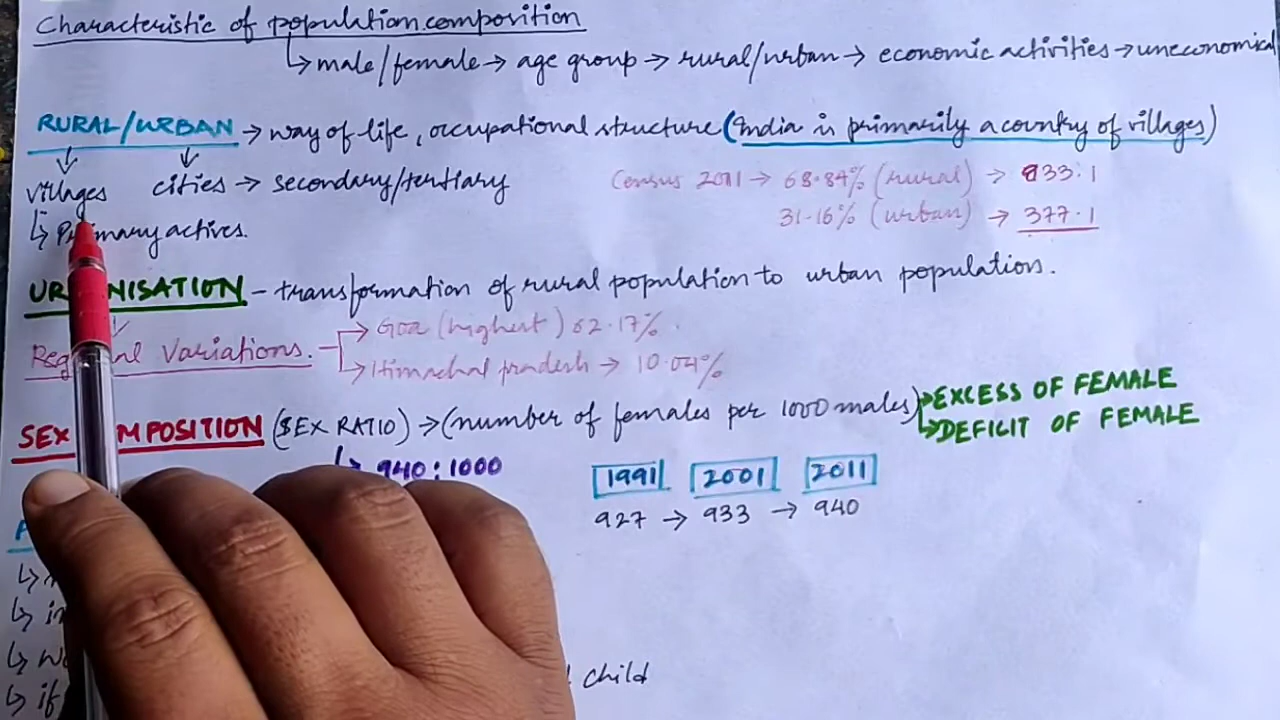 Characteristic of population composition
↳ male/female → age group → rural/urban → economic activities → uneconomical
RURAL/URBAN → way of life, occupational structure (India is primarily a country of villages)
villages cities → secondary/tertiary
Census 2011 → 68.84% (rural) → 833.1
31.16% (urban) → 377.1
↳ Primary actives.
URBANISATION – transformation of rural population to urban population.
Regional Variations. → Goa (highest) 62.17%.
→ Himachal pradesh → 10.04%
SEX COMPOSITION (SEX RATIO) → (number of females per 1000 males) → EXCESS OF FEMALE
→ DEFICIT OF FEMALE
↳ 940:1000
1991 2001 2011
927 → 933 → 940
child